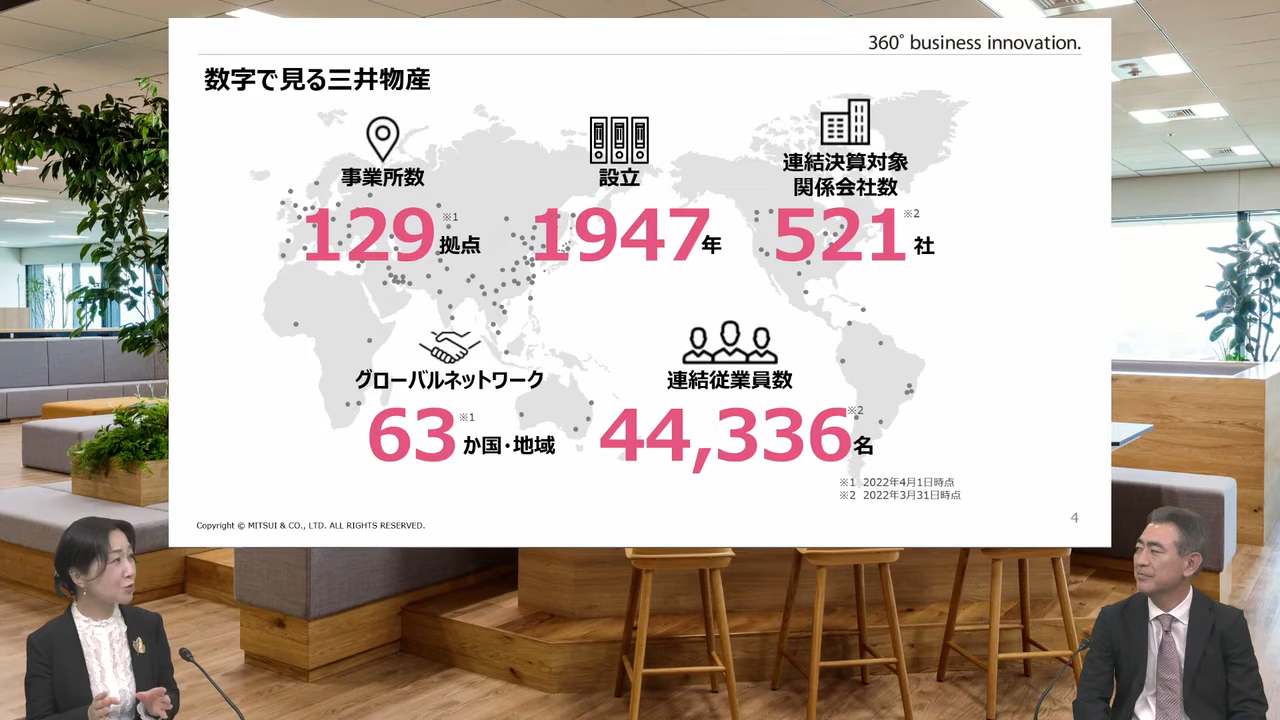 360° business innovation.
数字で見る三井物産
事業所数
129※1拠点
設立
1947年
連結決算対象
関係会社数
521※2社
グローバルネットワーク
63※1か国・地域
連結従業員数
44,336※2名
※1 2022年4月1日時点
※2 2022年3月31日時点
Copyright © MITSUI & CO., LTD. ALL RIGHTS RESERVED.
4